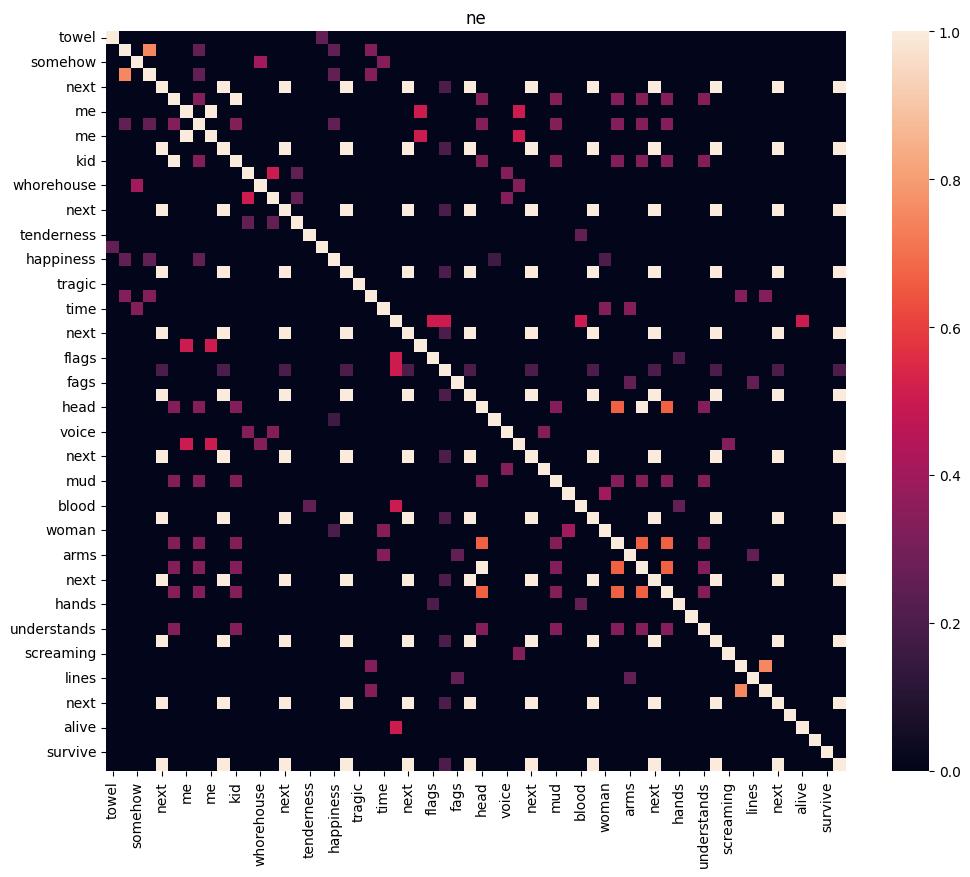 ne
towel
somehow
next
me
me
kid
whorehouse
next
tenderness
happiness
tragic
time
next
flags
fags
head
voice
next
mud
blood
woman
arms
next
hands
understands
screaming
lines
next
alive
survive
towel
somehow
next
me
me
kid
whorehouse
next
tenderness
happiness
tragic
time
next
flags
fags
head
voice
next
mud
blood
woman
arms
next
hands
understands
screaming
lines
next
alive
survive
1.0
0.8
0.6
0.4
0.2
0.0